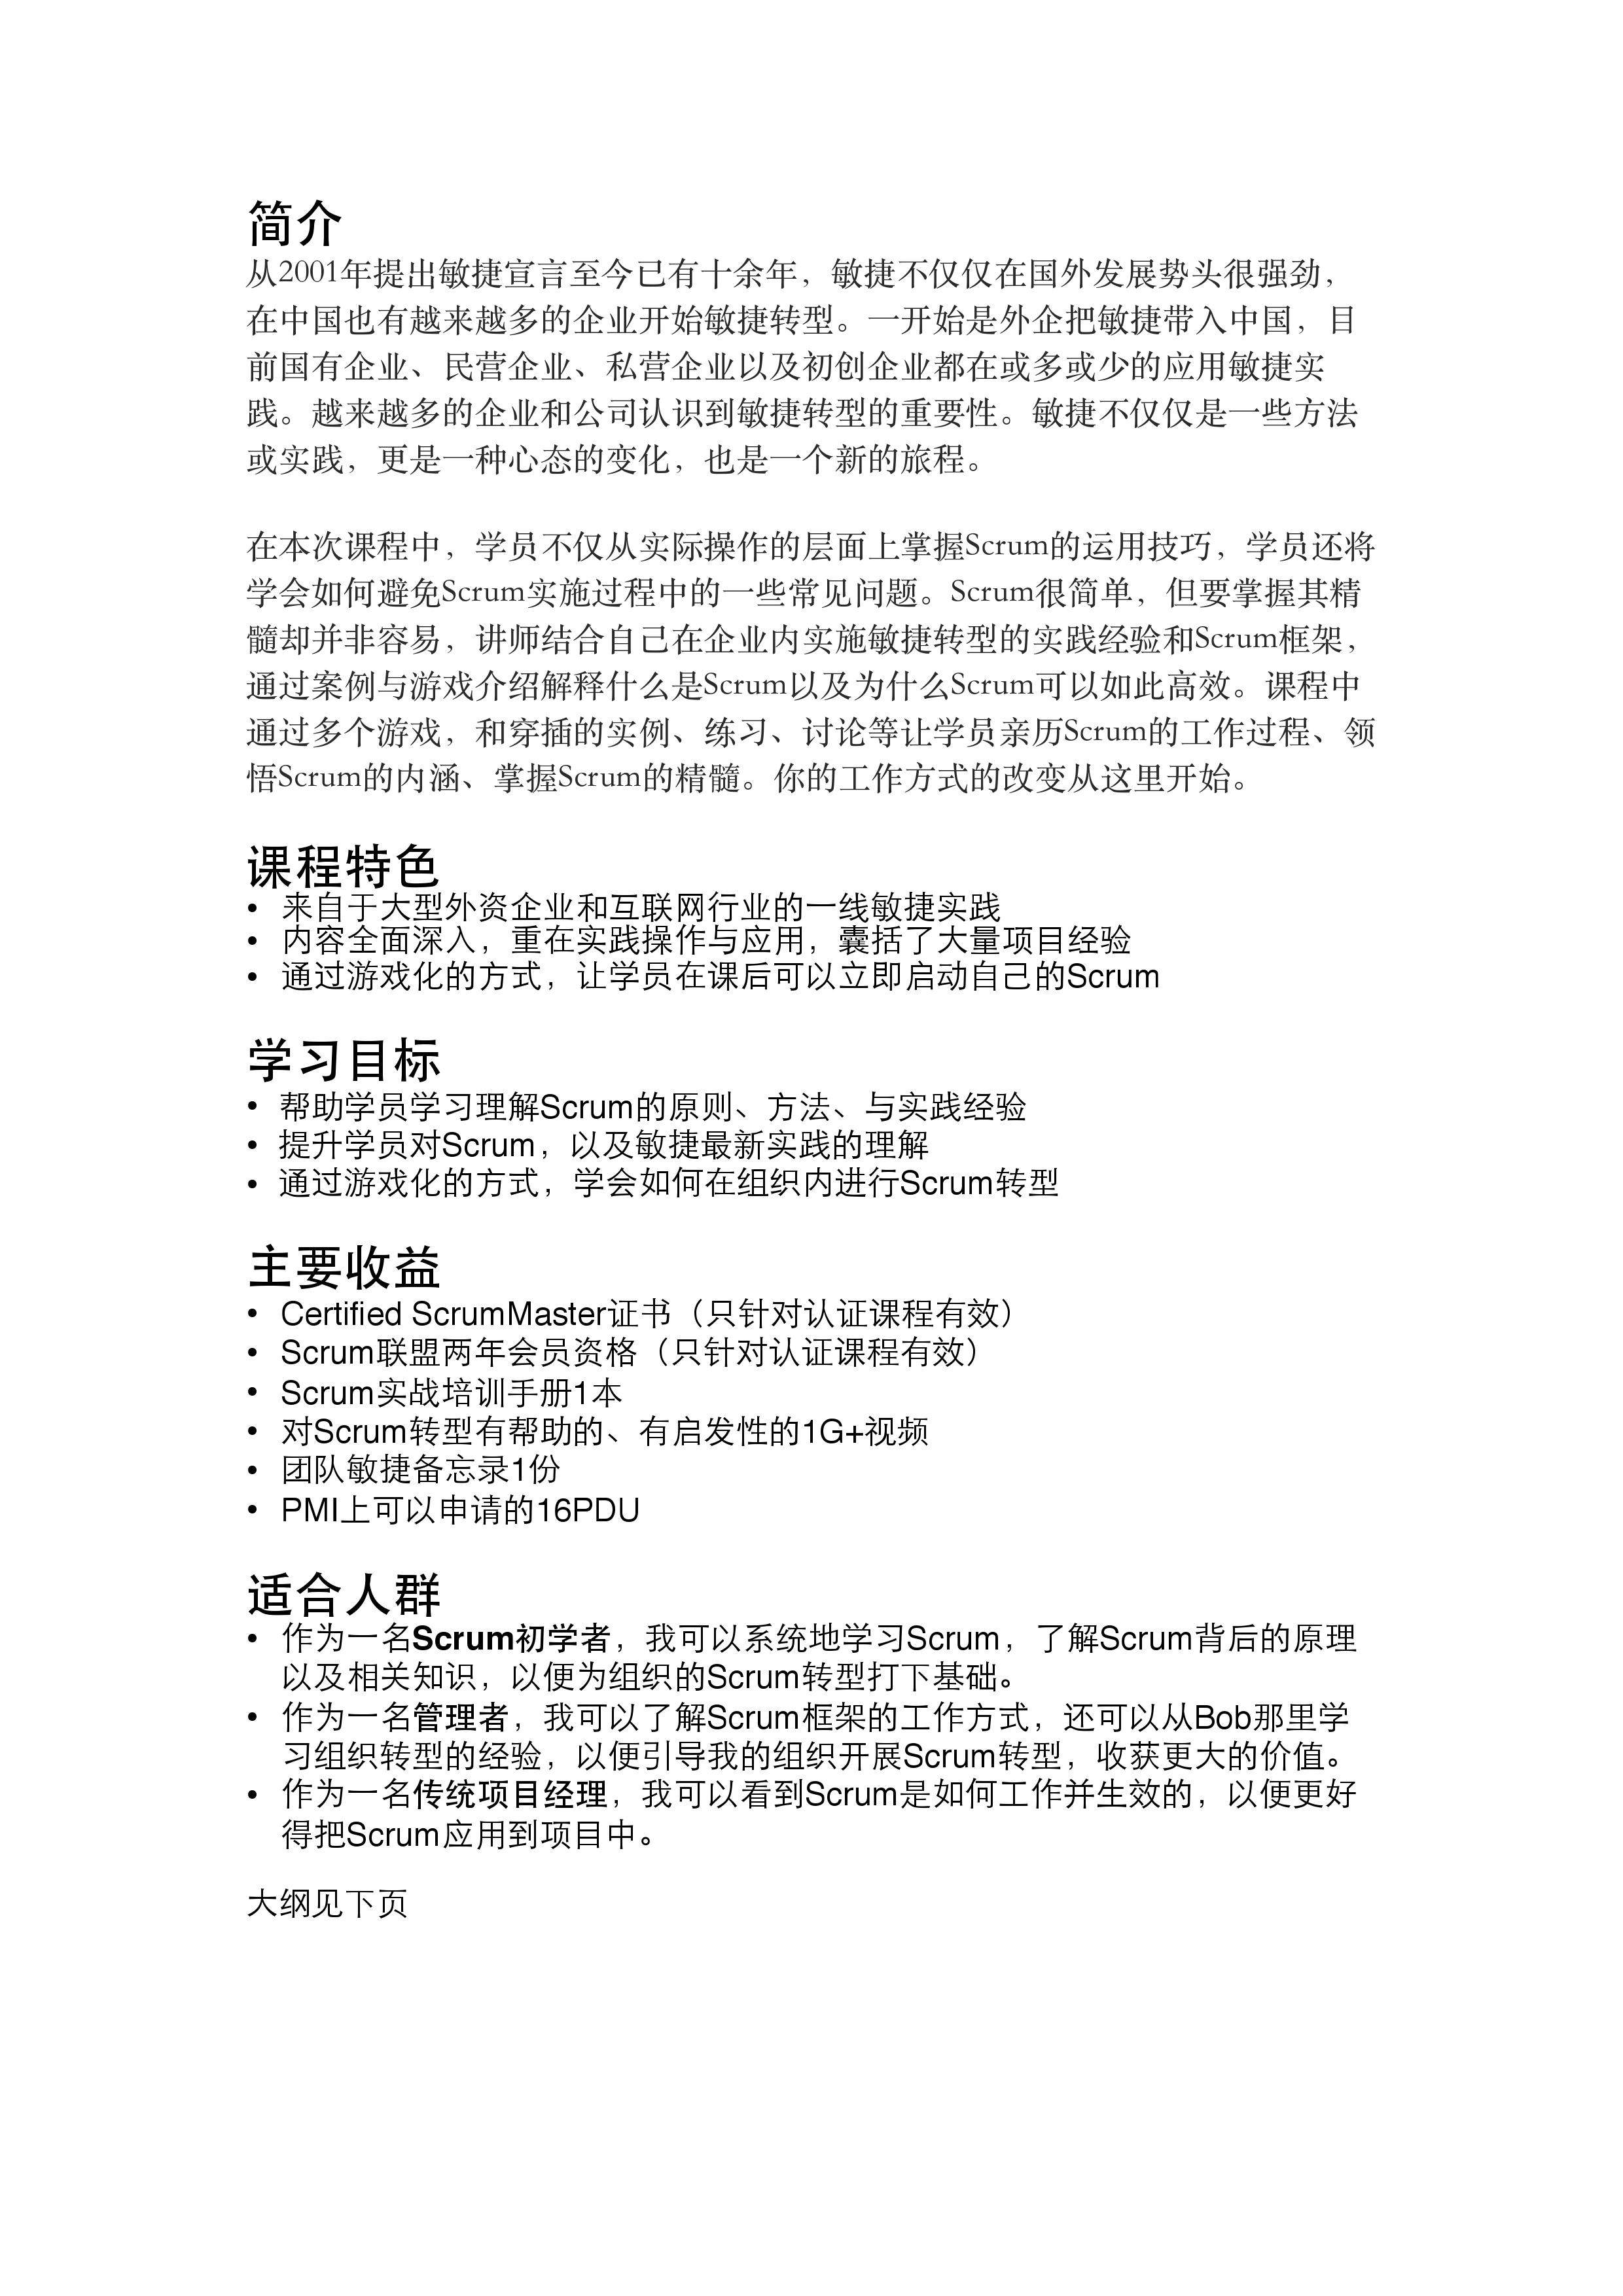 简介
从2001年提出敏捷宣言至今已有十余年，敏捷不仅仅在国外发展势头很强劲，
在中国也有越来越多的企业开始敏捷转型。一开始是外企把敏捷带入中国，目
前国有企业、民营企业、私营企业以及初创企业都在或多或少的应用敏捷实
践。越来越多的企业和公司认识到敏捷转型的重要性。敏捷不仅仅是一些方法
或实践，更是一种心态的变化，也是一个新的旅程。
在本次课程中，学员不仅从实际操作的层面上掌握Scrum的运用技巧，学员还将
学会如何避免Scrum实施过程中的一些常见问题。Scrum很简单，但要掌握其精
髓却并非容易，讲师结合自己在企业内实施敏捷转型的实践经验和Scrum框架，
通过案例与游戏介绍解释什么是Scrum以及为什么Scrum可以如此高效。课程中
通过多个游戏，和穿插的实例、练习、讨论等让学员亲历Scrum的工作过程、领
悟Scrum的内涵、掌握Scrum的精髓。你的工作方式的改变从这里开始。
课程特色
• 来自于大型外资企业和互联网行业的一线敏捷实践
• 内容全面深入，重在实践操作与应用，囊括了大量项目经验
• 通过游戏化的方式，让学员在课后可以立即启动自己的Scrum
学习目标
• 帮助学员学习理解Scrum的原则、方法、与实践经验
• 提升学员对Scrum，以及敏捷最新实践的理解
• 通过游戏化的方式，学会如何在组织内进行Scrum转型
主要收益
• Certified ScrumMaster证书（只针对认证课程有效）
• Scrum联盟两年会员资格（只针对认证课程有效）
• Scrum实战培训手册1本
• 对Scrum转型有帮助的、有启发性的1G+视频
• 团队敏捷备忘录1份
• PMI上可以申请的16PDU
适合人群
• 作为一名Scrum初学者，我可以系统地学习Scrum，了解Scrum背后的原理
以及相关知识，以便为组织的Scrum转型打下基础。
• 作为一名管理者，我可以了解Scrum框架的工作方式，还可以从Bob那里学
习组织转型的经验，以便引导我的组织开展Scrum转型，收获更大的价值。
• 作为一名传统项目经理，我可以看到Scrum是如何工作并生效的，以便更好
得把Scrum应用到项目中。
大纲见下页